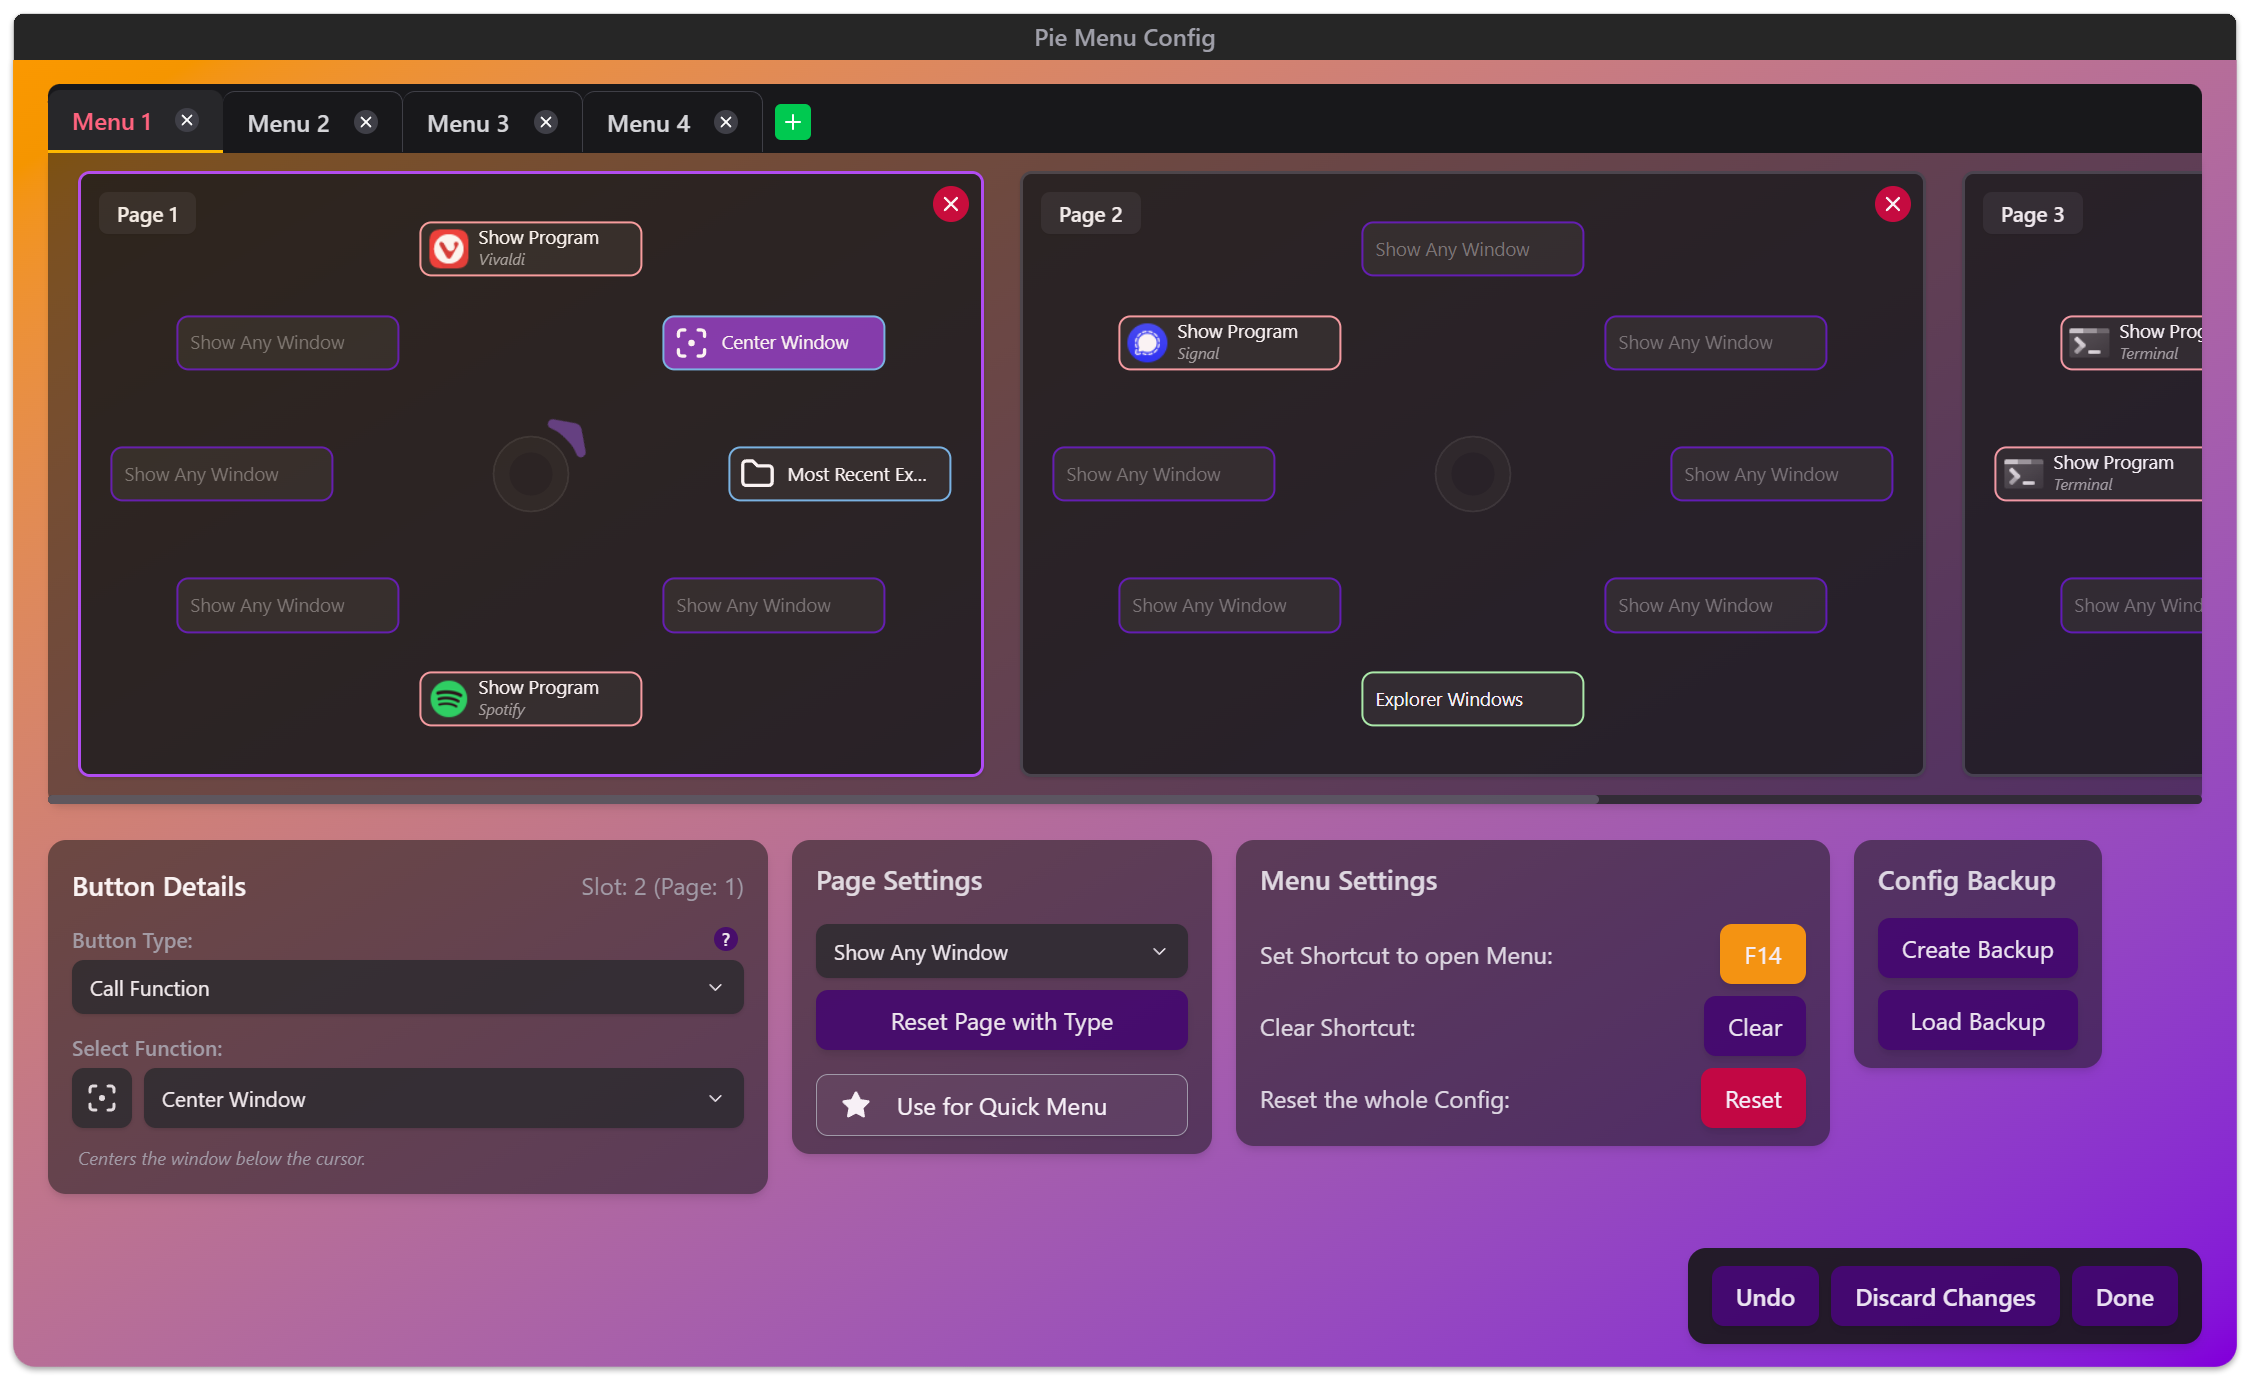 Pie Menu Config
Menu 1
Menu 2
Menu 3
Menu 4
Page 1
Show Program
Vivaldi
Show Any Window
Center Window
Show Any Window
Most Recent Ex...
Show Any Window
Show Any Window
Show Program
Spotify
Page 2
Show Any Window
Show Program
Signal
Show Any Window
Show Any Window
Show Any Window
Show Any Window
Show Any Window
Explorer Windows
Page 3
Show Prog
Terminal
Show Program
Terminal
Show Any Wind
Button Details
Slot: 2 (Page: 1)
Button Type:
?
Call Function
Select Function:
Center Window
Centers the window below the cursor.
Page Settings
Show Any Window
Reset Page with Type
Use for Quick Menu
Menu Settings
Set Shortcut to open Menu:
F14
Clear Shortcut:
Clear
Reset the whole Config:
Reset
Config Backup
Create Backup
Load Backup
Undo
Discard Changes
Done